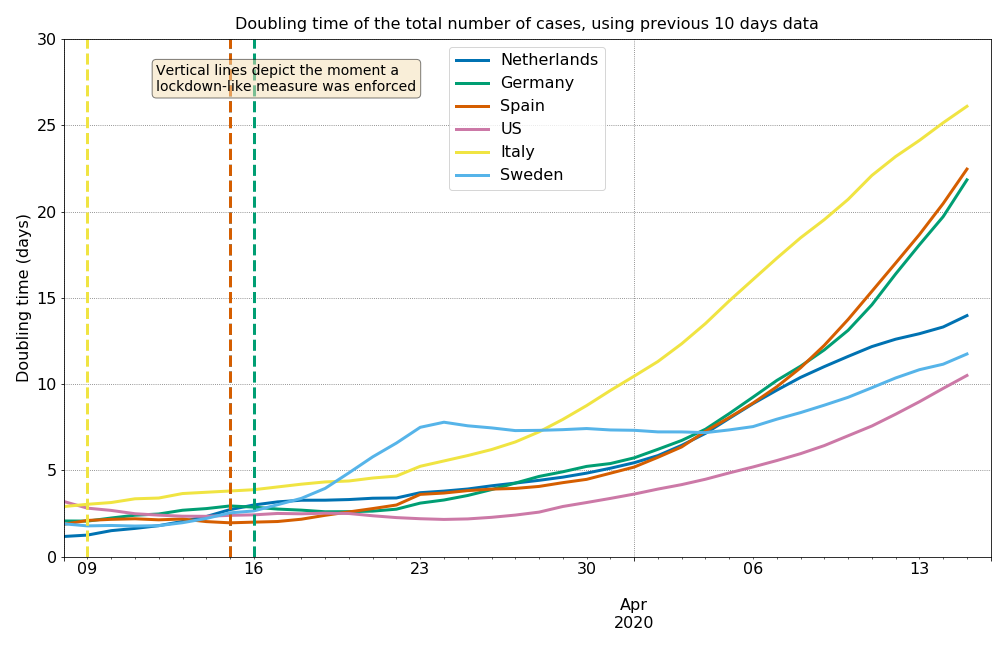 Doubling time of the total number of cases, using previous 10 days data
30
25
20
15
10
5
0
Doubling time (days)
Vertical lines depict the moment a
lockdown-like measure was enforced
Netherlands
Germany
Spain
US
Italy
Sweden
09
16
23
30
06
13
Apr
2020